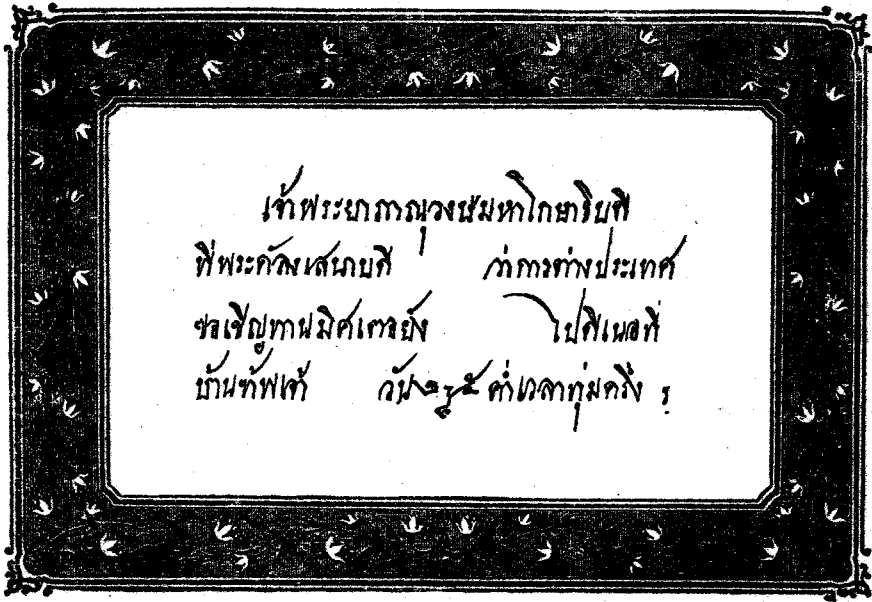 เจ้าพระยาภาณุวงษมหาโกษาธิบดี
ที่พระคลังเสนาบดี ว่าการต่างประเทศ
ขอเชิญท่านมิศเตอยัง ไปดีเนอที่
บ้าน วัน ค่ำเวลาทุ่มครึ่ง ฯ